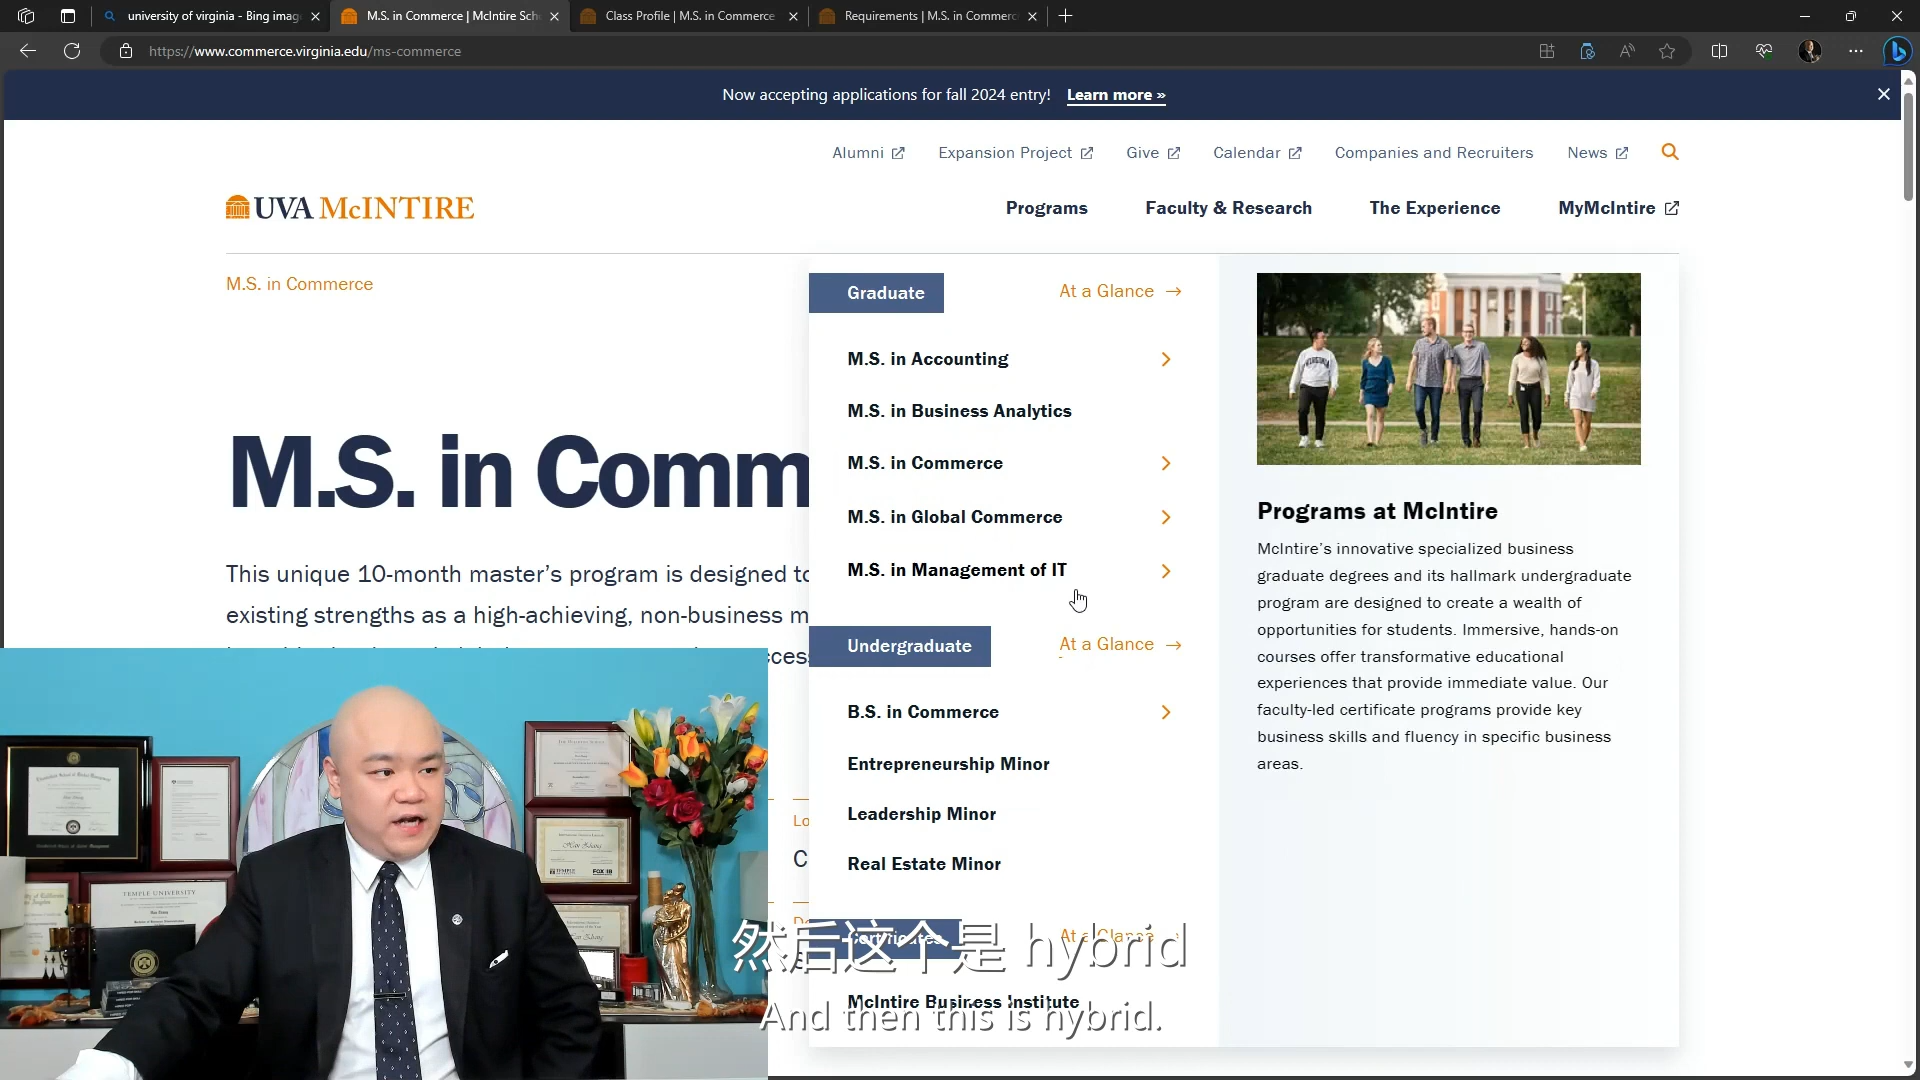 university of virginia - Bing imag
M.S. in Commerce | McIntire Sch
Class Profile | M.S. in Commerce
Requirements | M.S. in Commerc
https://www.commerce.virginia.edu/ms-commerce
Now accepting applications for fall 2024 entry! Learn more »
Alumni
Expansion Project
Give
Calendar
Companies and Recruiters
News
UVA McINTIRE
Programs
Faculty & Research
The Experience
MyMcIntire
M.S. in Commerce
M.S. in Comm
This unique 10-month master's program is designed to
existing strengths as a high-achieving, non-business m
Graduate
At a Glance →
M.S. in Accounting
M.S. in Business Analytics
M.S. in Commerce
M.S. in Global Commerce
M.S. in Management of IT
Undergraduate
At a Glance →
B.S. in Commerce
Entrepreneurship Minor
Leadership Minor
Real Estate Minor
Certificates
At a Glance
McIntire Business Institute
Programs at McIntire
McIntire's innovative specialized business
graduate degrees and its hallmark undergraduate
program are designed to create a wealth of
opportunities for students. Immersive, hands-on
courses offer transformative educational
experiences that provide immediate value. Our
faculty-led certificate programs provide key
business skills and fluency in specific business
areas.
TEMPLE UNIVERSITY
然后这个是 hybrid
And then this is hybrid.